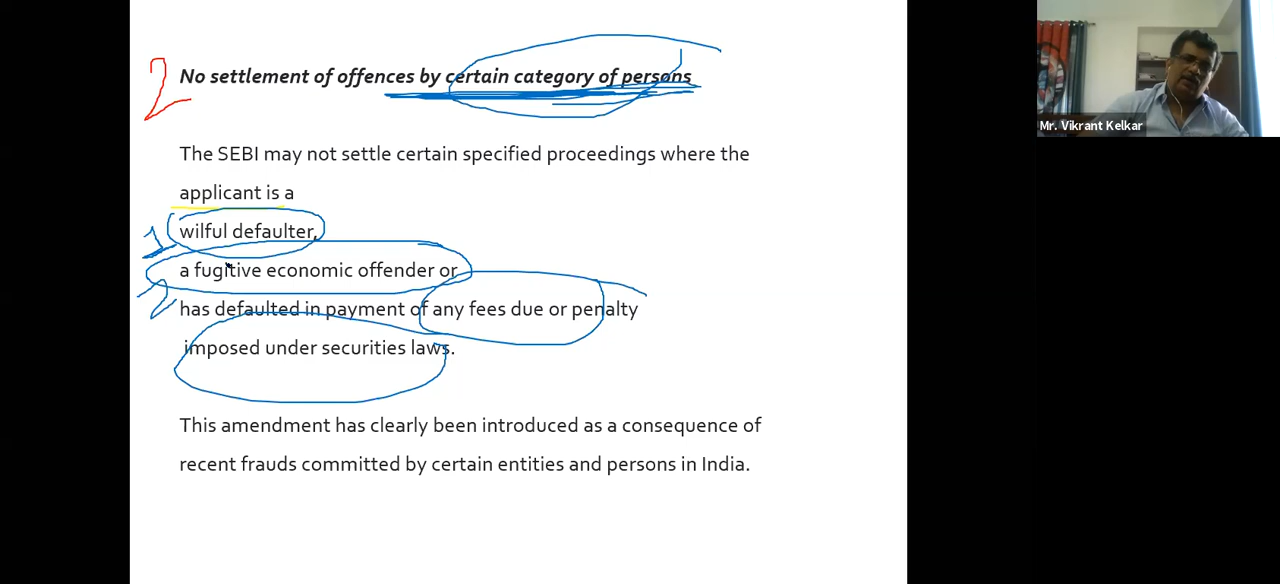 2 No settlement of offences by certain category of persons
Mr. Vikrant Kelkar
The SEBI may not settle certain specified proceedings where the
applicant is a
1 wilful defaulter,
2 a fugitive economic offender or
has defaulted in payment of any fees due or penalty
imposed under securities laws.
This amendment has clearly been introduced as a consequence of
recent frauds committed by certain entities and persons in India.